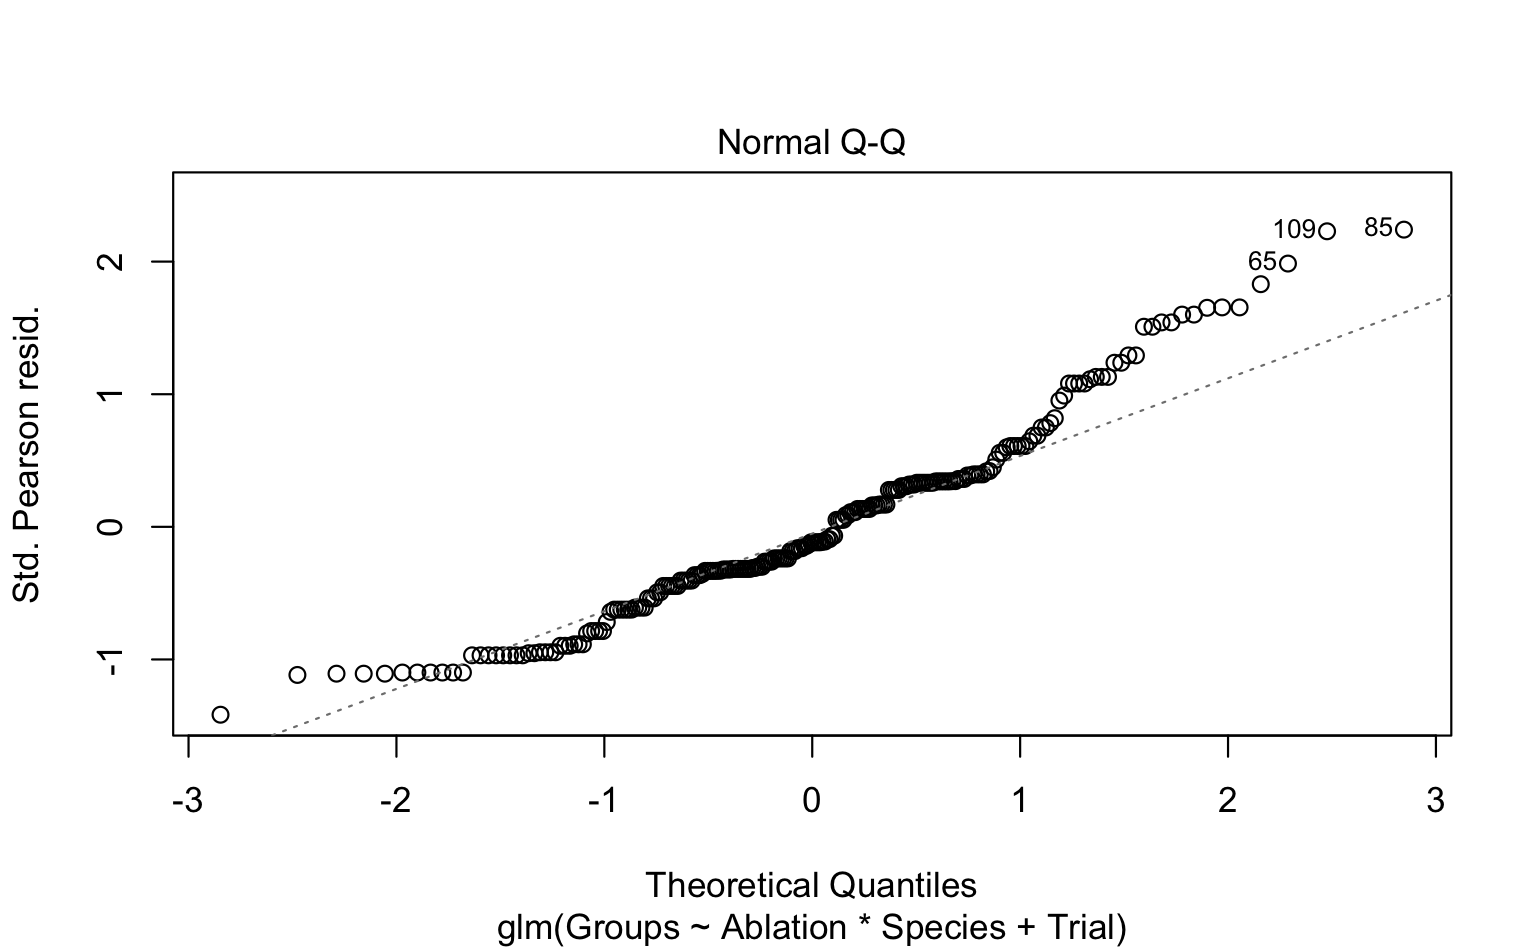 Normal Q-Q
Std. Pearson resid.
2
1
0
-1
109
85
65
-3 -2 -1 0 1 2 3
Theoretical Quantiles
glm(Groups ~ Ablation * Species + Trial)